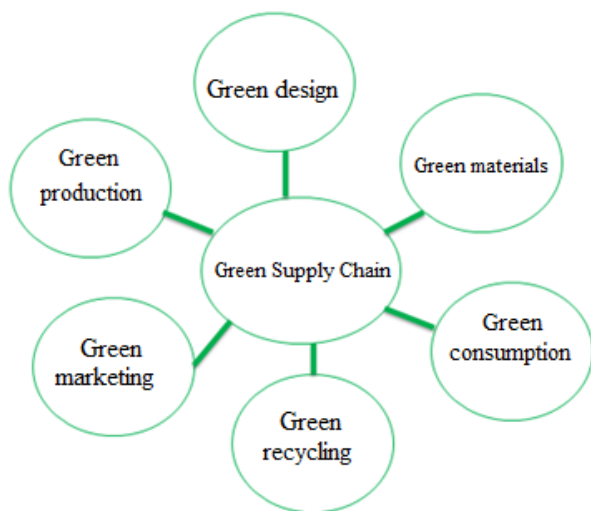 Green design
Green
production
Green materials
Green Supply Chain
Green
marketing
Green
consumption
Green
recycling